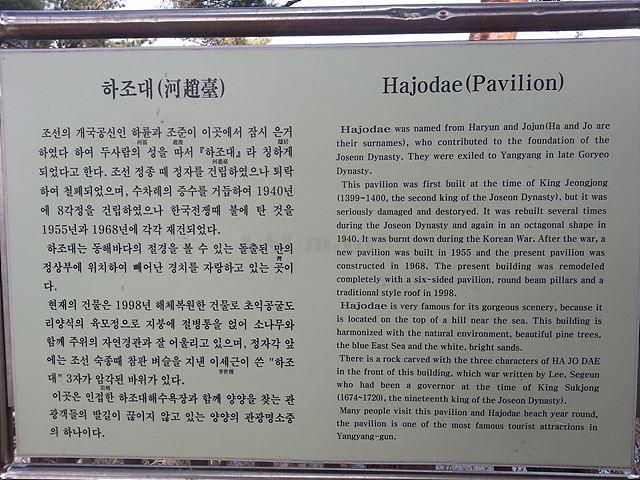 하조대(河趙臺)
조선의 개국공신인 하륜과 조준이 이곳에서 잠시 은거
하였다 하여 두사람의 성을 따서 『하조대』라 칭하게
되었다고 한다. 조선 정종 때 정자를 건립하였으나 퇴락
하여 철폐되었으며, 수차례의 중수를 거듭하여 1940년
에 8각정을 건립하였으나 한국전쟁때 불에 탄 것을
1955년과 1968년에 각각 재건되었다.
하조대는 동해바다의 절경을 볼 수 있는 돌출된 만의
정상부에 위치하여 빼어난 경치를 자랑하고 있는 곳이
다.
현재의 건물은 1998년 해체복원한 건물로 초익공굴도
리양식의 육모정으로 지붕에 절병통을 얹어 소나무와
함께 주위의 자연경관과 잘 어울리고 있으며, 정자각 앞
에는 조선 숙종때 참판 벼슬을 지낸 이세근이 쓴 "하조
대" 3자가 암각된 바위가 있다.
이곳은 인접한 하조대해수욕장과 함께 양양을 찾는 관
광객들의 발길이 끊이지 않고 있는 양양의 관광명소중
의 하나이다.
Hajodae(Pavilion)
Hajodae was named from Haryun and Jojun(Ha and Jo are
their surnames), who contributed to the foundation of the
Joseon Dynasty. They were exiled to Yangyang in late Goryeo
Dynasty.
This pavilion was first built at the time of King Jeongjong
(1399~1400, the second king of the Joseon Dynasty), but it was
seriously damaged and destoryed. It was rebuilt several times
during the Joseon Dynasty and again in an octagonal shape in
1940. It was burnt down during the Korean War. After the war, a
new pavilion was built in 1955 and the present pavilion was
constructed in 1968. The present building was remodeled
completely with a six-sided pavilion, round beam pillars and a
traditional style roof in 1998.
Hajodae is very famous for its gorgeous scenery, because it
is located on the top of a hill near the sea. This building is
harmonized with the natural environment, beautiful pine trees,
the blue East Sea and the white, bright sands.
There is a rock carved with the three characters of HA JO DAE
in the front of this building, which war written by Lee, Segeun
who had been a governor at the time of King Sukjong
(1674~1720), the nineteenth king of the Joseon Dynasty).
Many people visit this pavilion and Hajodae beach year round,
the pavilion is one of the most famous tourist attractions in
Yangyang-gun.